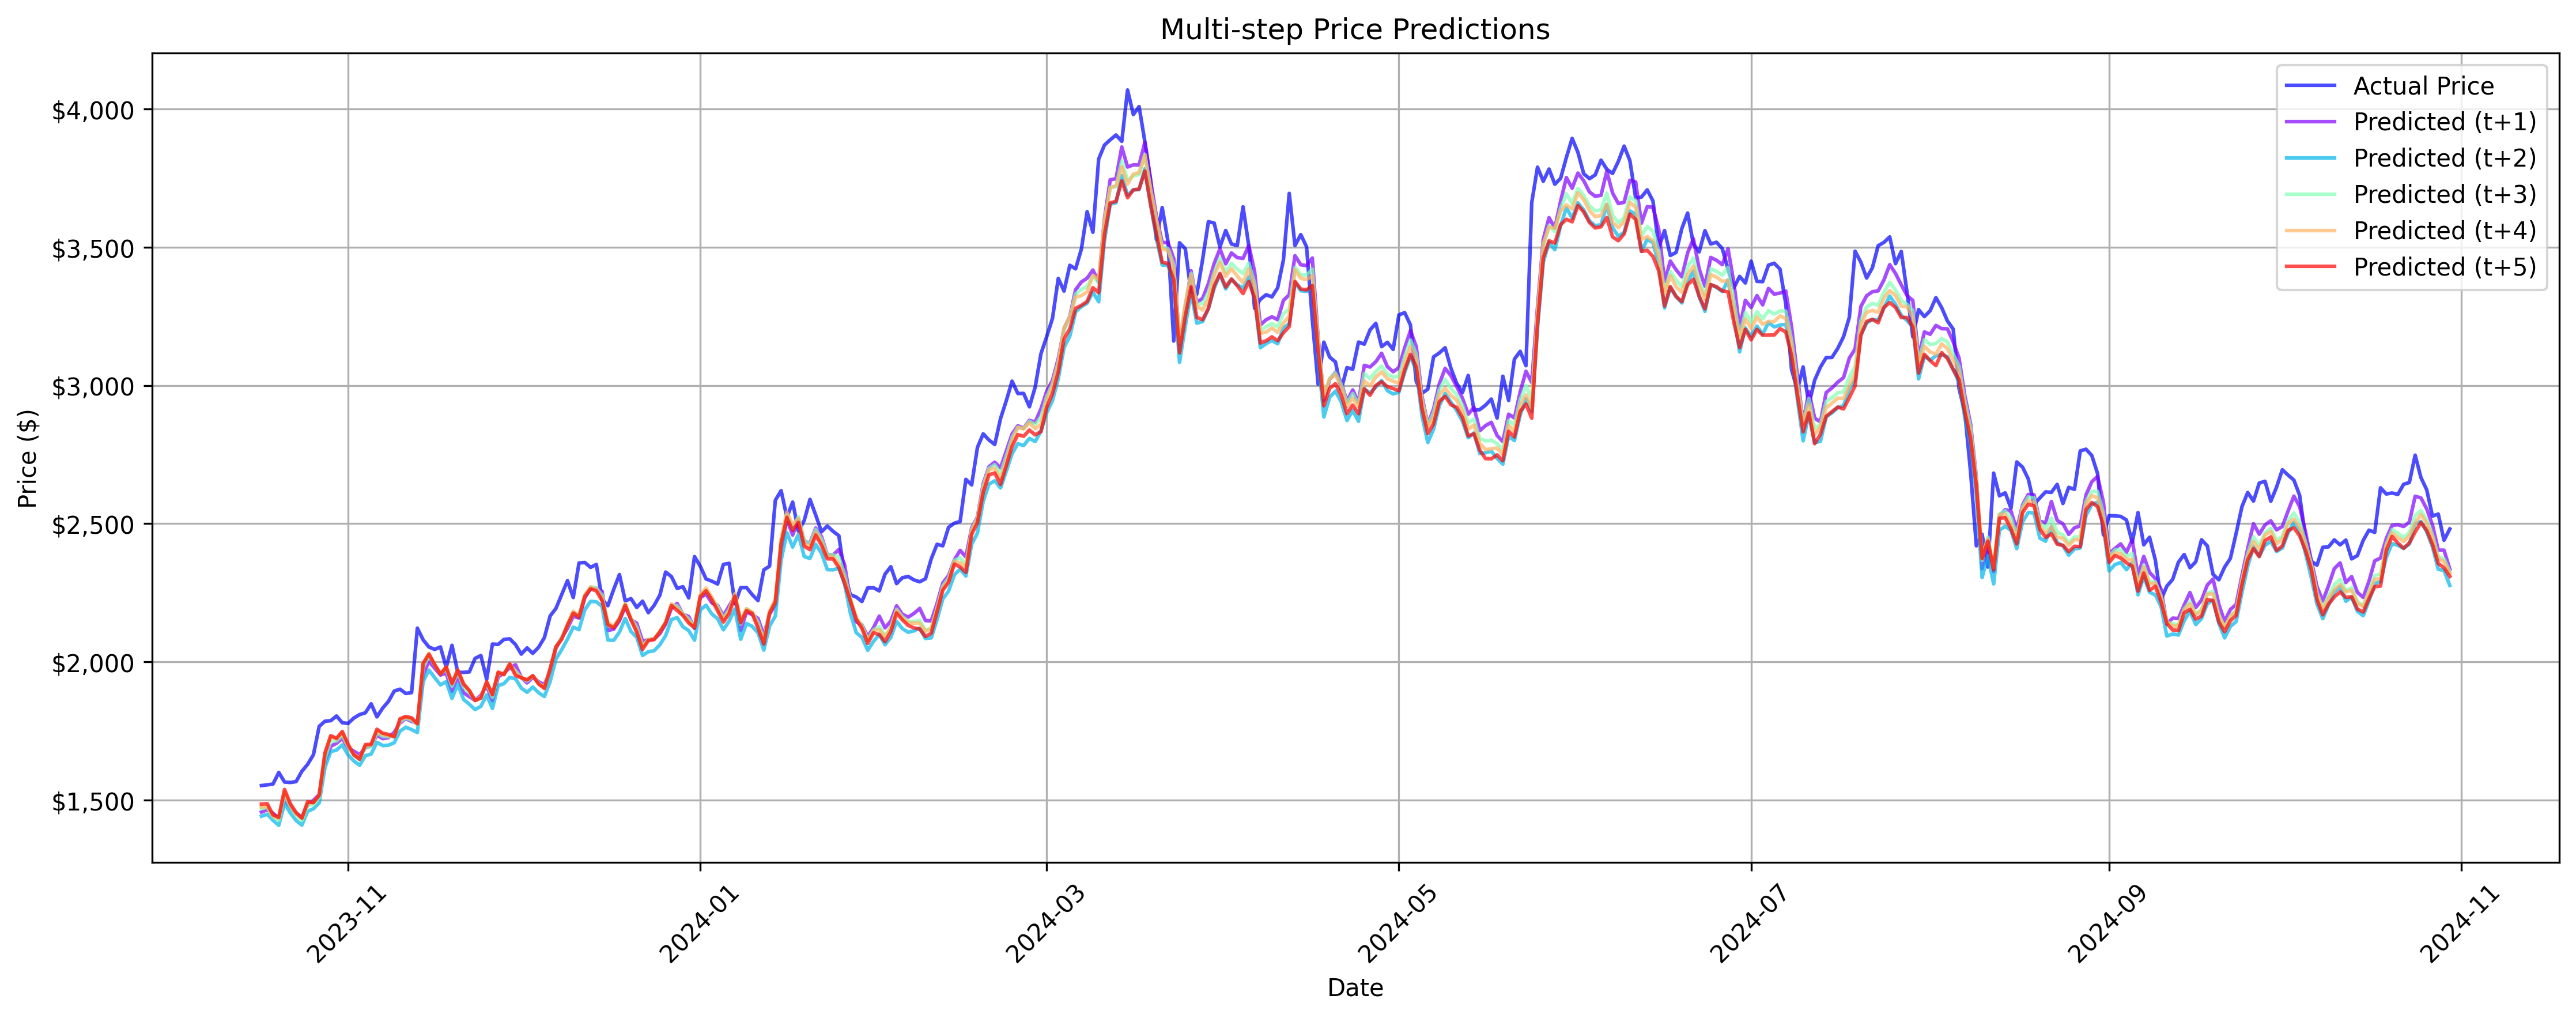 Multi-step Price Predictions
Price ($)
$4,000
$3,500
$3,000
$2,500
$2,000
$1,500
Actual Price
Predicted (t+1)
Predicted (t+2)
Predicted (t+3)
Predicted (t+4)
Predicted (t+5)
2023-11
2024-01
2024-03
2024-05
2024-07
2024-09
2024-11
Date